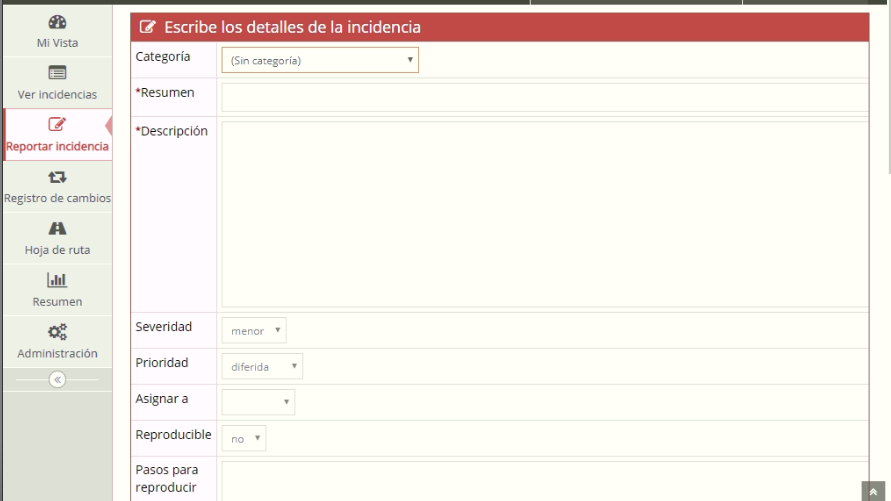 Mi Vista
Ver incidencias
Reportar incidencia
Registro de cambios
Hoja de ruta
Resumen
Administración
Escribe los detalles de la incidencia
Categoría
(Sin categoría)
*Resumen
*Descripción
Severidad
menor
Prioridad
diferida
Asignar a
Reproducible
no
Pasos para
reproducir